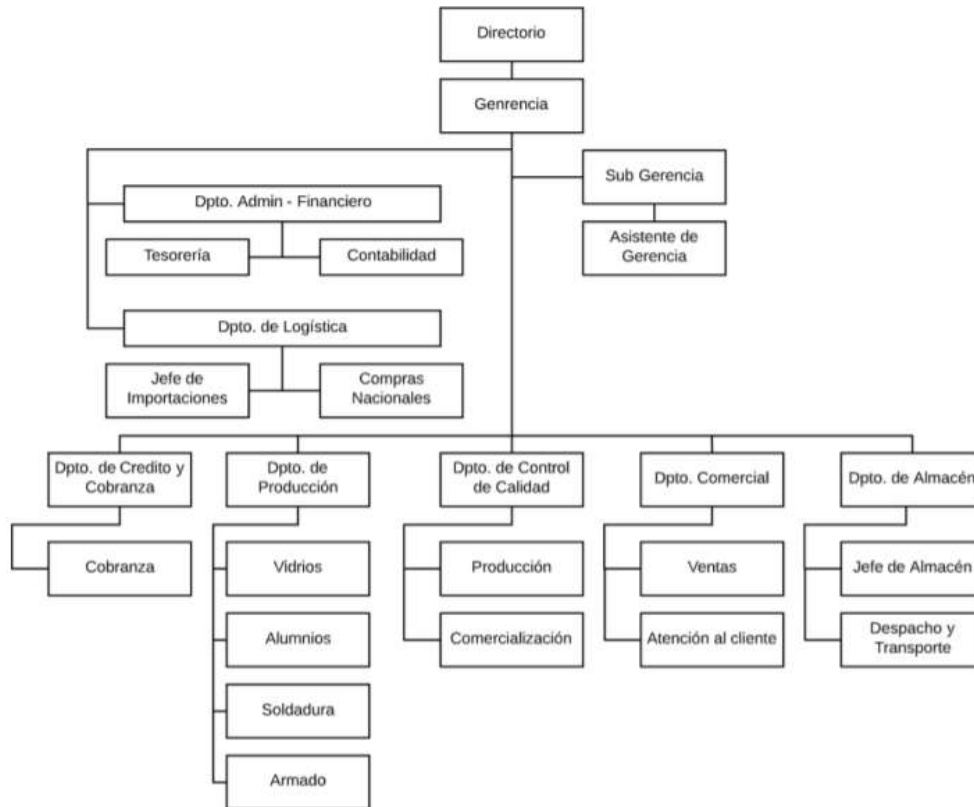 Directorio
Genrencia
Sub Gerencia
Asistente de
Gerencia
Dpto. Admin - Financiero
Tesorería
Contabilidad
Dpto. de Logística
Jefe de
Importaciones
Compras
Nacionales
Dpto. de Credito y
Cobranza
Cobranza
Dpto. de
Producción
Vidrios
Alumnios
Soldadura
Armado
Dpto. de Control
de Calidad
Producción
Comercialización
Dpto. Comercial
Ventas
Atención al cliente
Dpto. de Almacén
Jefe de Almacén
Despacho y
Transporte